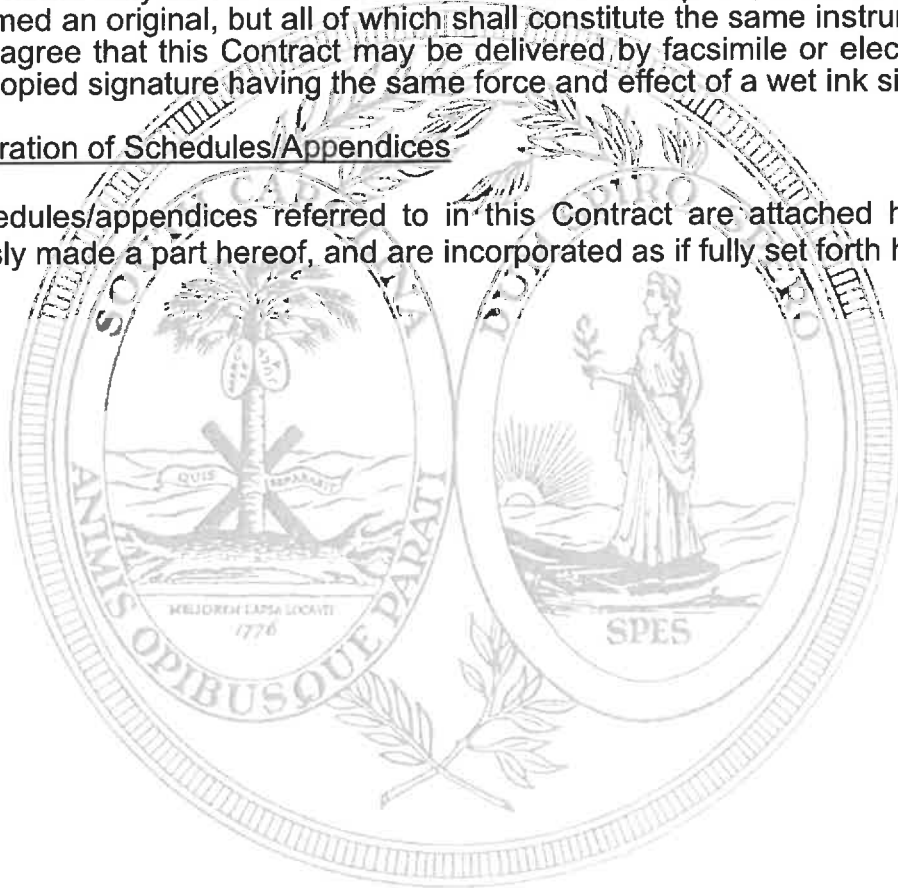 med an original, but all of which shall constitute the same instru
agree that this Contract may be delivered by facsimile or elec
opied signature having the same force and effect of a wet ink si
ration of Schedules/Appendices
edules/appendices referred to in this Contract are attached h
sly made a part hereof, and are incorporated as if fully set forth h
QUIS SEPARABIT
ANIMIS OPIBUSQUE PARATI
MELIOREM LAPSA LOCAVIT
1776
SPES